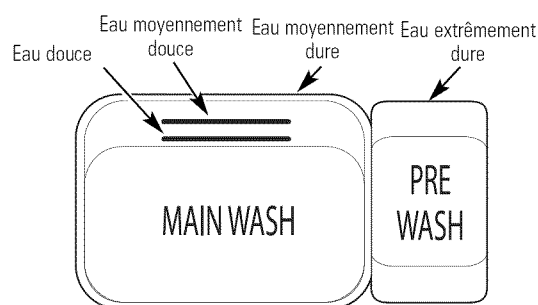 Eau douce
Eau moyennement
douce
Eau moyennement
dure
Eau extrêmement
dure
MAIN WASH
PRE
WASH